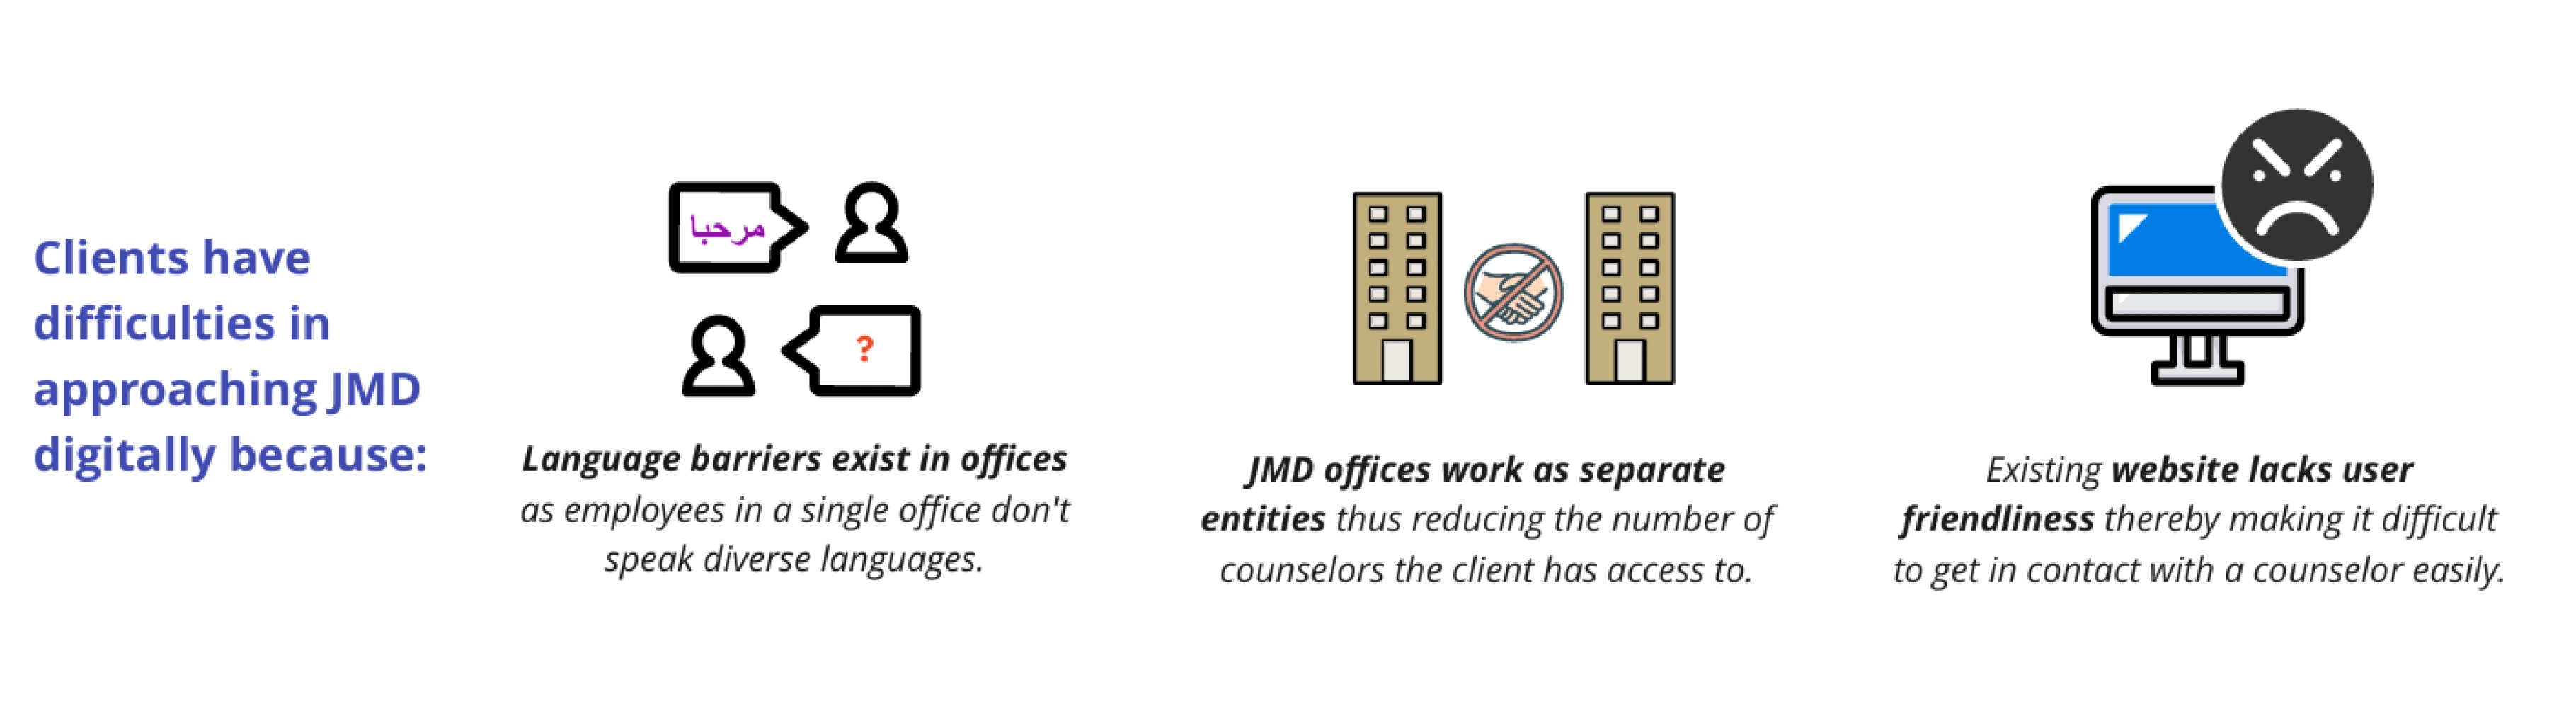 Clients have
difficulties in
approaching JMD
digitally because:
مرحبا
?
Language barriers exist in offices
as employees in a single office don't
speak diverse languages.
JMD offices work as separate
entities thus reducing the number of
counselors the client has access to.
Existing website lacks user
friendliness thereby making it difficult
to get in contact with a counselor easily.